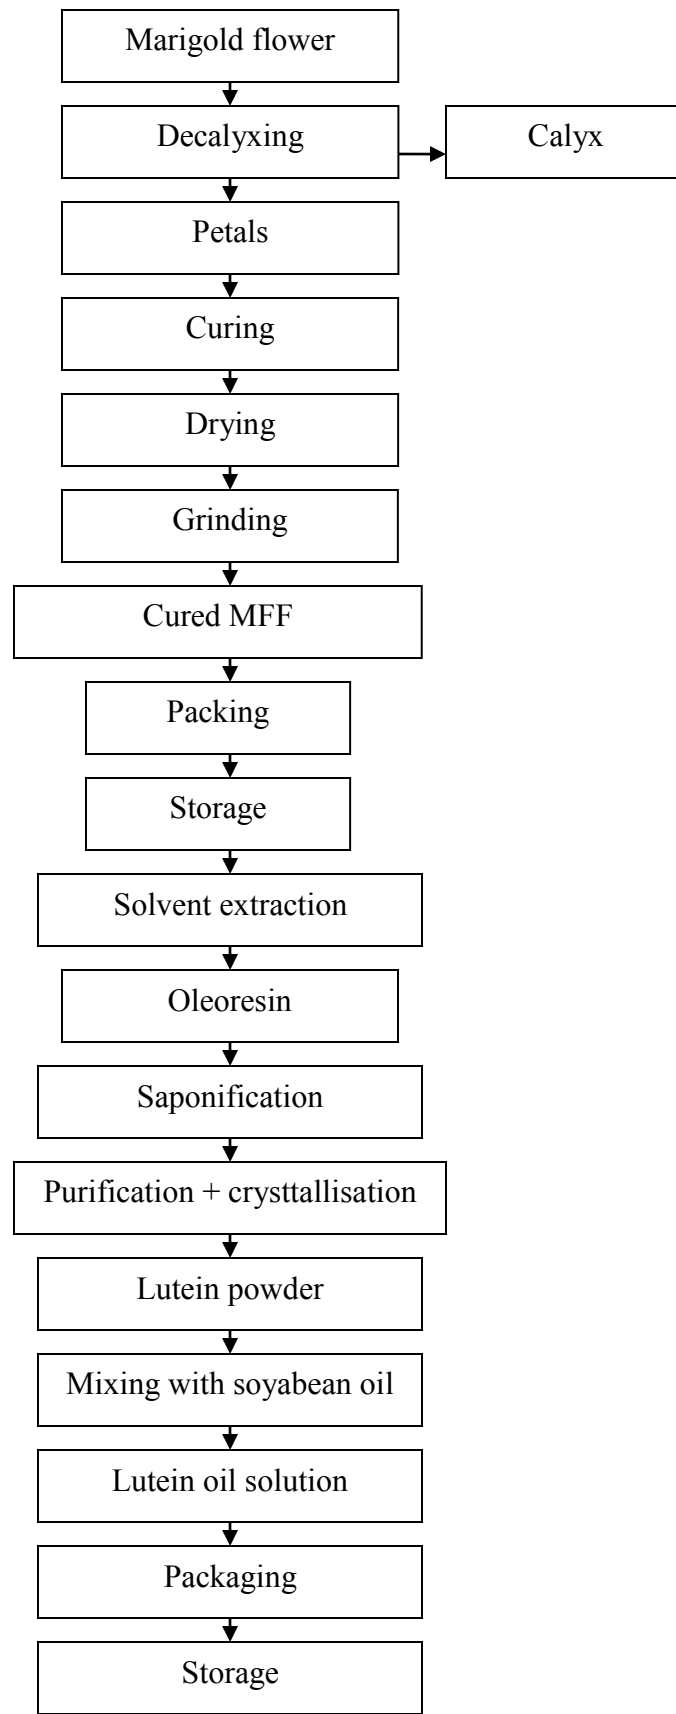 Marigold flower
Decalyxing
Calyx
Petals
Curing
Drying
Grinding
Cured MFF
Packing
Storage
Solvent extraction
Oleoresin
Saponification
Purification + crysttallisation
Lutein powder
Mixing with soyabean oil
Lutein oil solution
Packaging
Storage